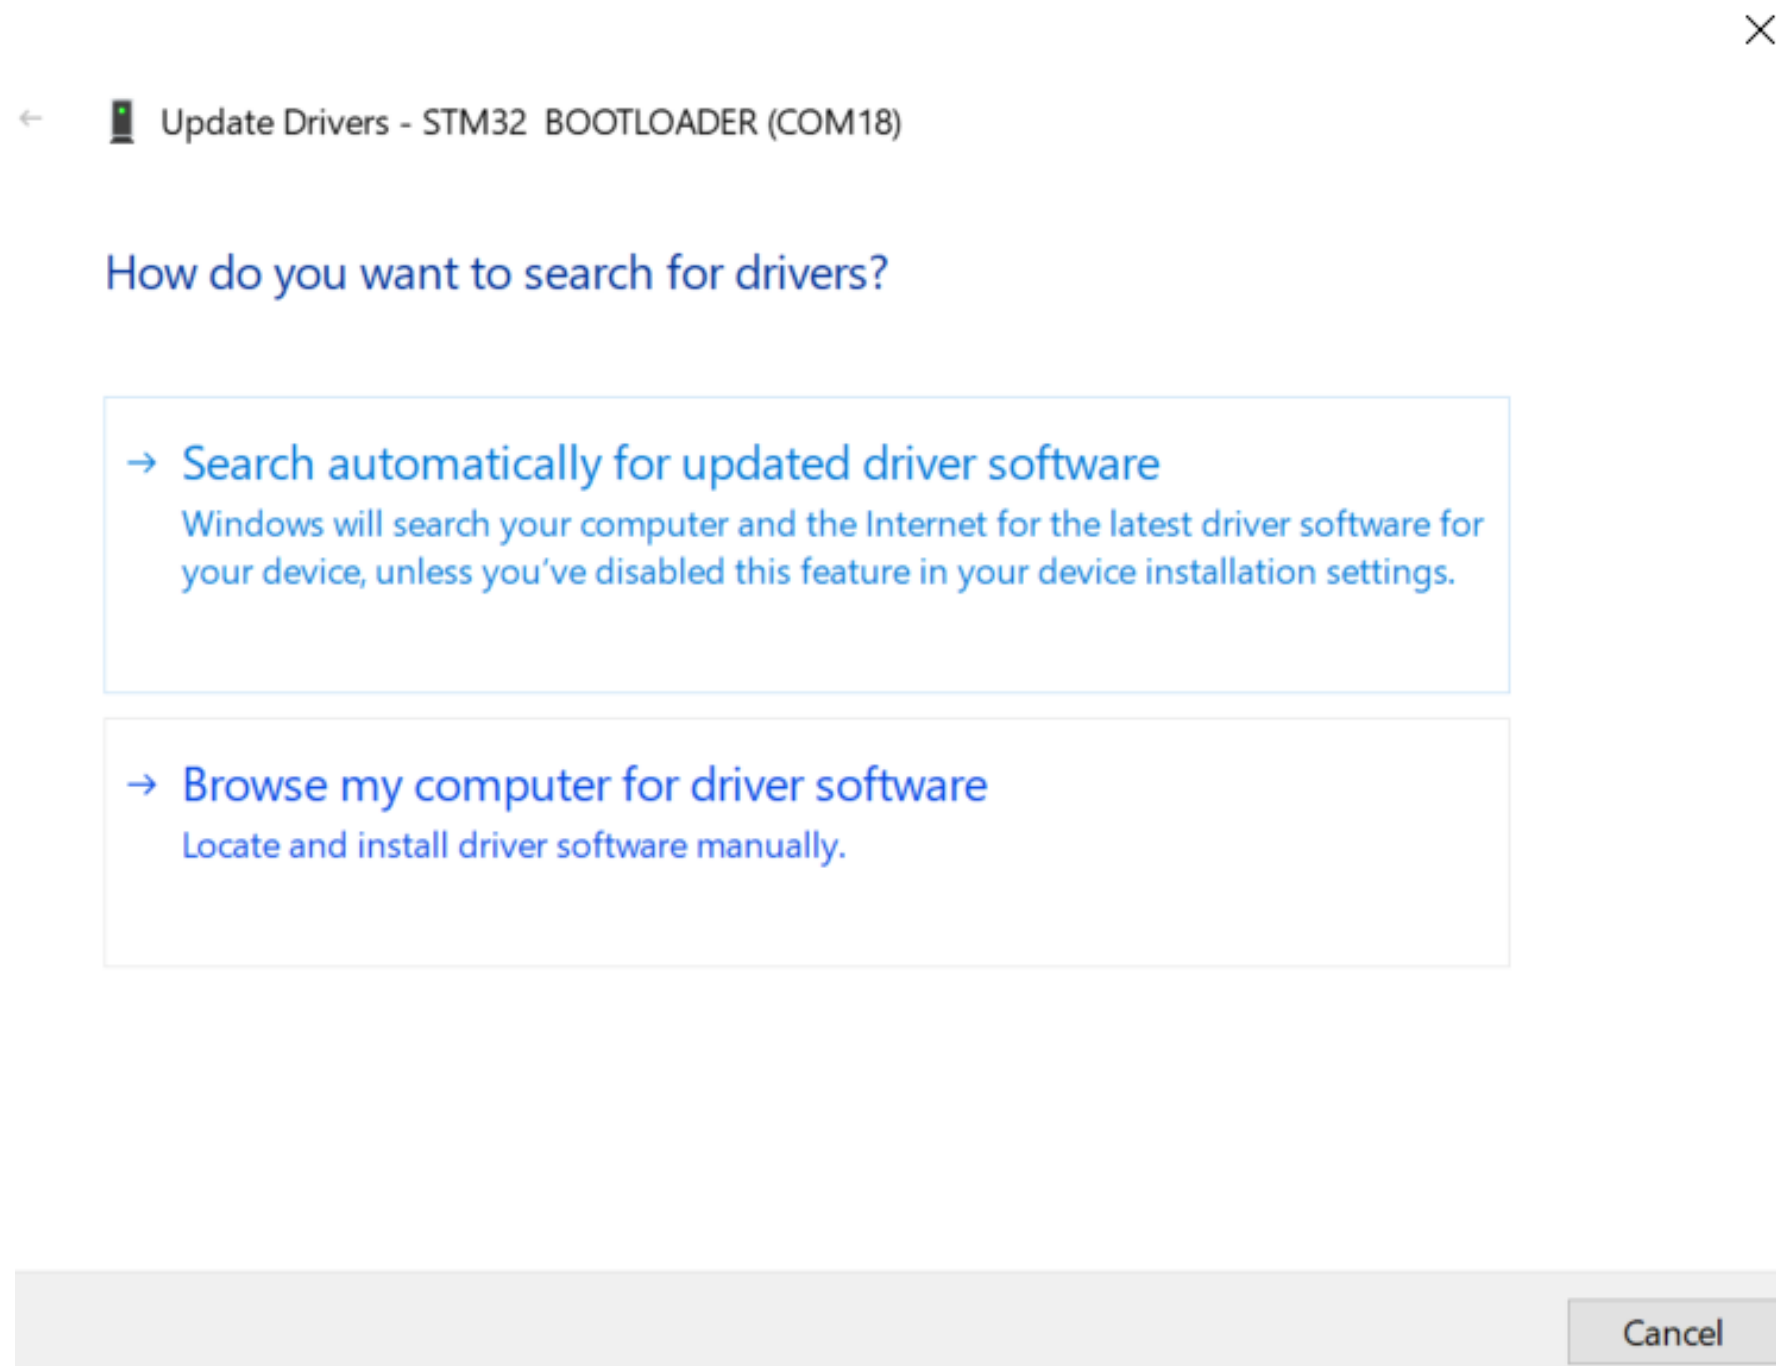 Update Drivers - STM32  BOOTLOADER (COM18)
How do you want to search for drivers?
→ Search automatically for updated driver software
Windows will search your computer and the Internet for the latest driver software for
your device, unless you’ve disabled this feature in your device installation settings.
→ Browse my computer for driver software
Locate and install driver software manually.
Cancel